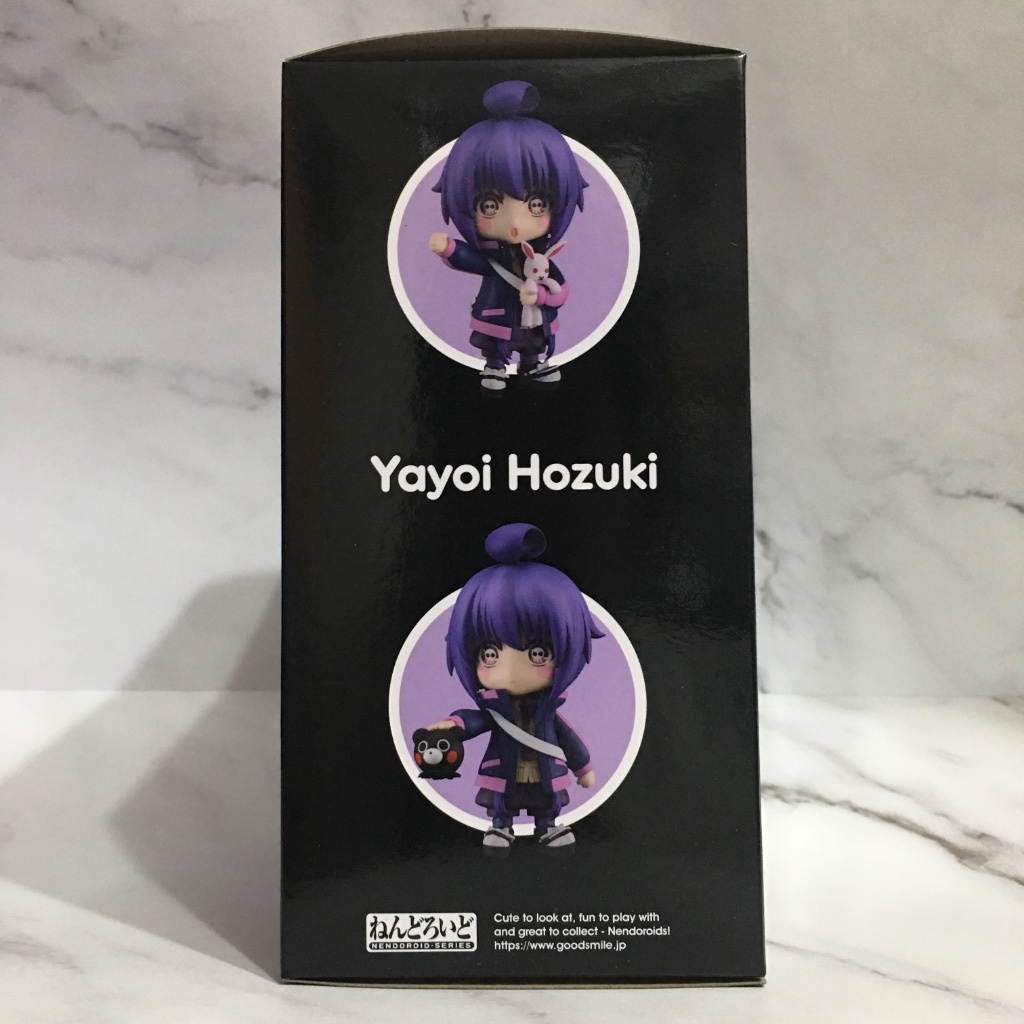 Yayoi Hozuki
ねんどろいど
NENDOROID-SERIES
Cute to look at, fun to play with
and great to collect - Nendoroids!
https://www.goodsmile.jp